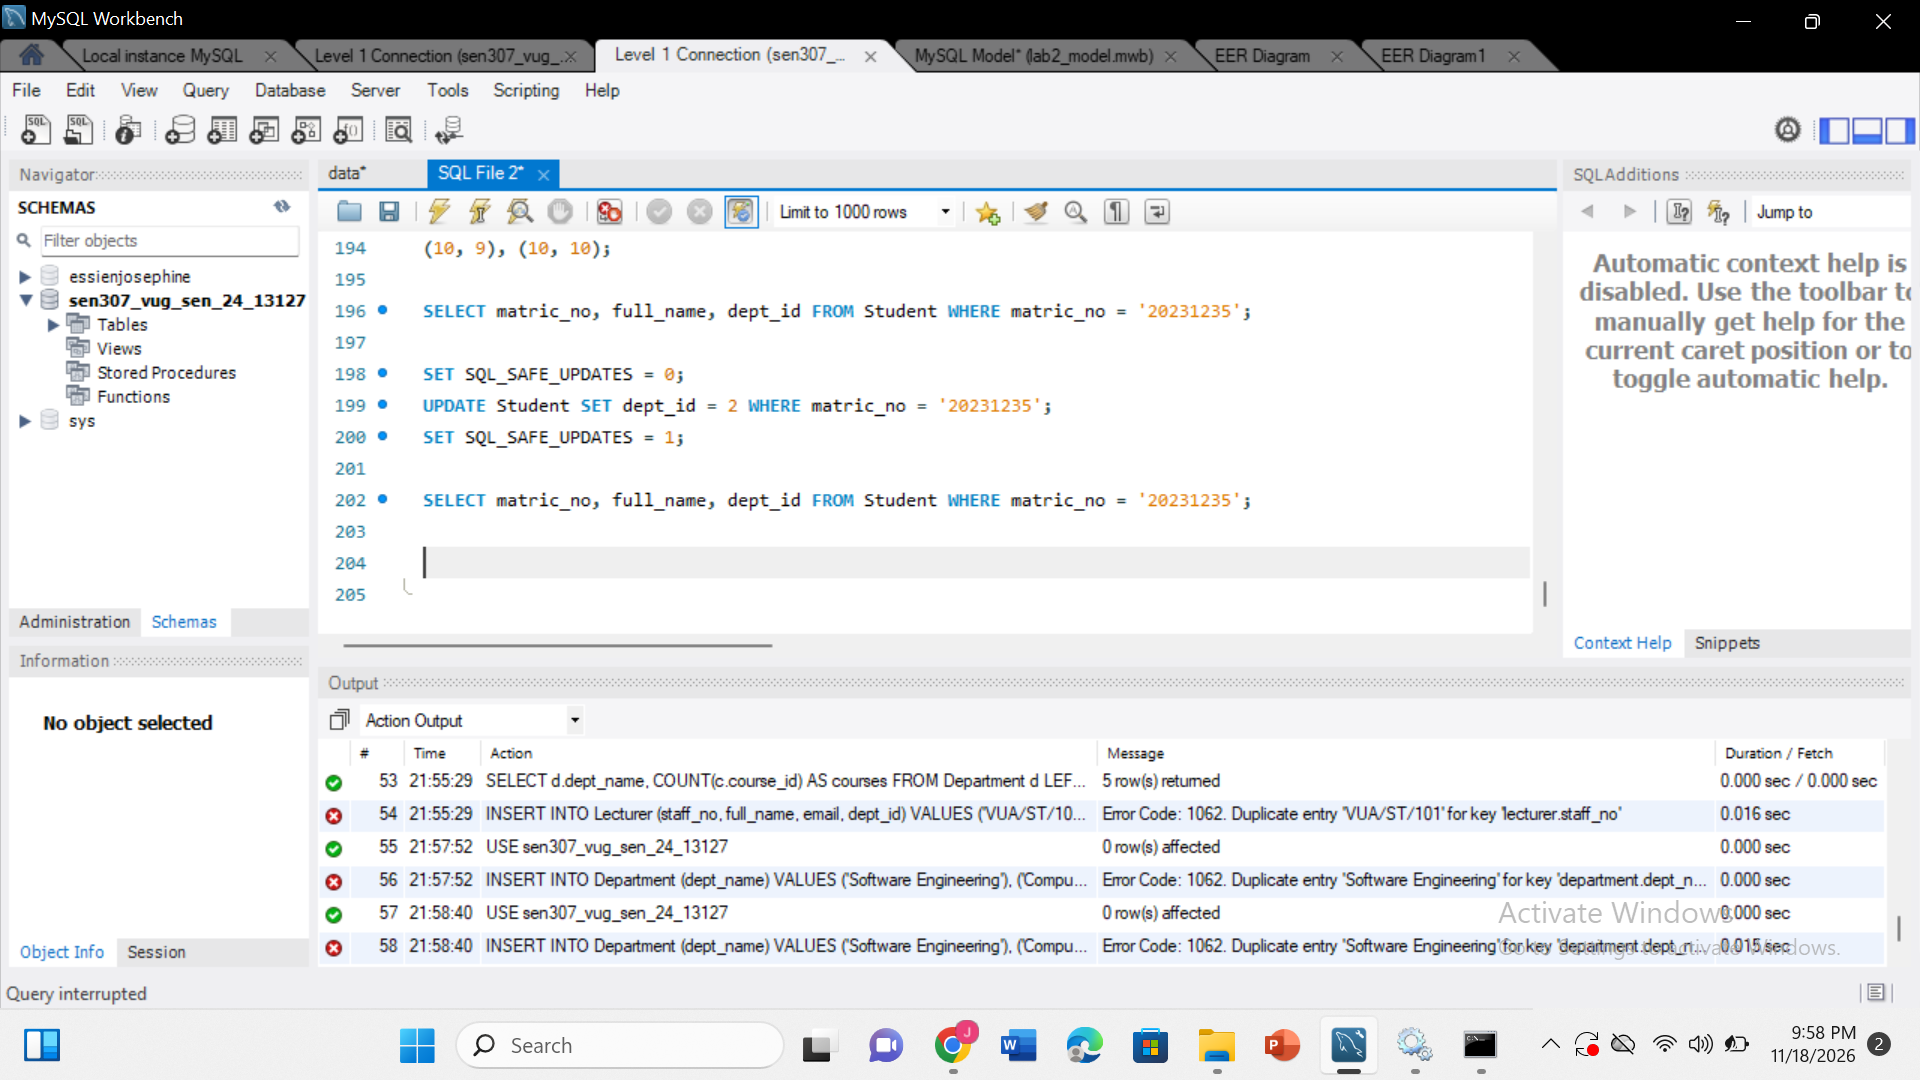 MySQL Workbench
Local instance MySQL
Level 1 Connection (sen307_vug_...
Level 1 Connection (sen307_...
MySQL Model* (lab2_model.mwb)
EER Diagram
EER Diagram1
File Edit View Query Database Server Tools Scripting Help
Navigator
SCHEMAS
Filter objects
essienjosephine
sen307_vug_sen_24_13127
Tables
Views
Stored Procedures
Functions
sys
Administration Schemas
Information
No object selected
Object Info Session
data*
SQL File 2*
Limit to 1000 rows
194 (10, 9), (10, 10);
195
196 SELECT matric_no, full_name, dept_id FROM Student WHERE matric_no = '20231235';
197
198 SET SQL_SAFE_UPDATES = 0;
199 UPDATE Student SET dept_id = 2 WHERE matric_no = '20231235';
200 SET SQL_SAFE_UPDATES = 1;
201
202 SELECT matric_no, full_name, dept_id FROM Student WHERE matric_no = '20231235';
203
204
205
SQLAdditions
Jump to
Automatic context help is
disabled. Use the toolbar to
manually get help for the
current caret position or to
toggle automatic help.
Context Help Snippets
Output
Action Output
# Time Action Message Duration / Fetch
53 21:55:29 SELECT d.dept_name, COUNT(c.course_id) AS courses FROM Department d LEF... 5 row(s) returned 0.000 sec / 0.000 sec
54 21:55:29 INSERT INTO Lecturer (staff_no, full_name, email, dept_id) VALUES ('VUA/ST/10... Error Code: 1062. Duplicate entry 'VUA/ST/101' for key 'lecturer.staff_no' 0.016 sec
55 21:57:52 USE sen307_vug_sen_24_13127 0 row(s) affected 0.000 sec
56 21:57:52 INSERT INTO Department (dept_name) VALUES ('Software Engineering'), ('Compu... Error Code: 1062. Duplicate entry 'Software Engineering' for key 'department.dept_n... 0.000 sec
57 21:58:40 USE sen307_vug_sen_24_13127 0 row(s) affected 0.000 sec
58 21:58:40 INSERT INTO Department (dept_name) VALUES ('Software Engineering'), ('Compu... Error Code: 1062. Duplicate entry 'Software Engineering' for key 'department.dept_n... 0.015 sec
Activate Windows
Go to Settings to activate Windows.
Query interrupted
Search
9:58 PM
11/18/2026
2